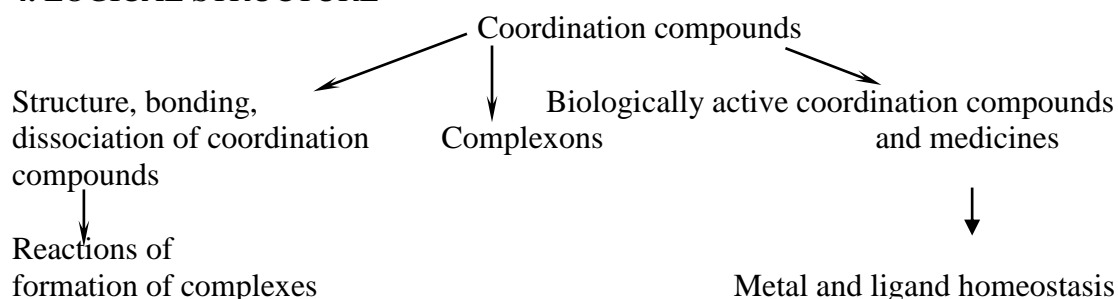 Coordination compounds
Structure, bonding,
dissociation of coordination
compounds
Complexons
Biologically active coordination compounds
and medicines
Reactions of
formation of complexes
Metal and ligand homeostasis